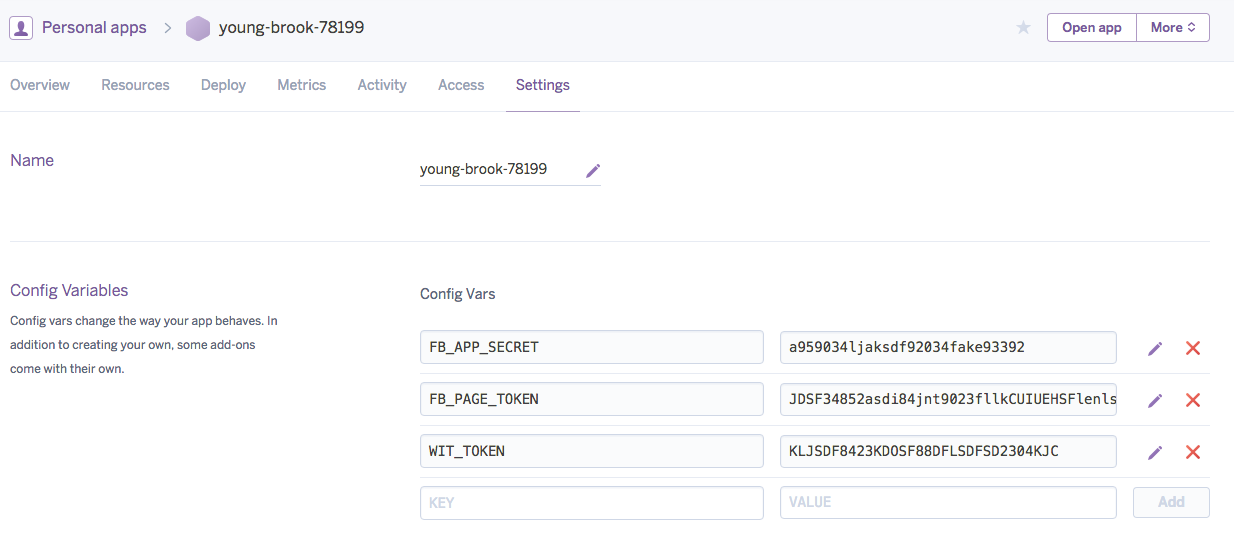 Personal apps > young-brook-78199
Open app More
Overview Resources Deploy Metrics Activity Access Settings
Name
young-brook-78199
Config Variables
Config vars change the way your app behaves. In
addition to creating your own, some add-ons
come with their own.
Config Vars
FB_APP_SECRET a959034ljaksdf92034fake93392
FB_PAGE_TOKEN JDSF34852asdi84jnt9023fllkCUIUEHSFlenls
WIT_TOKEN KLJSDF8423KDOSF88DFLSDFSD2304KJC
KEY VALUE Add